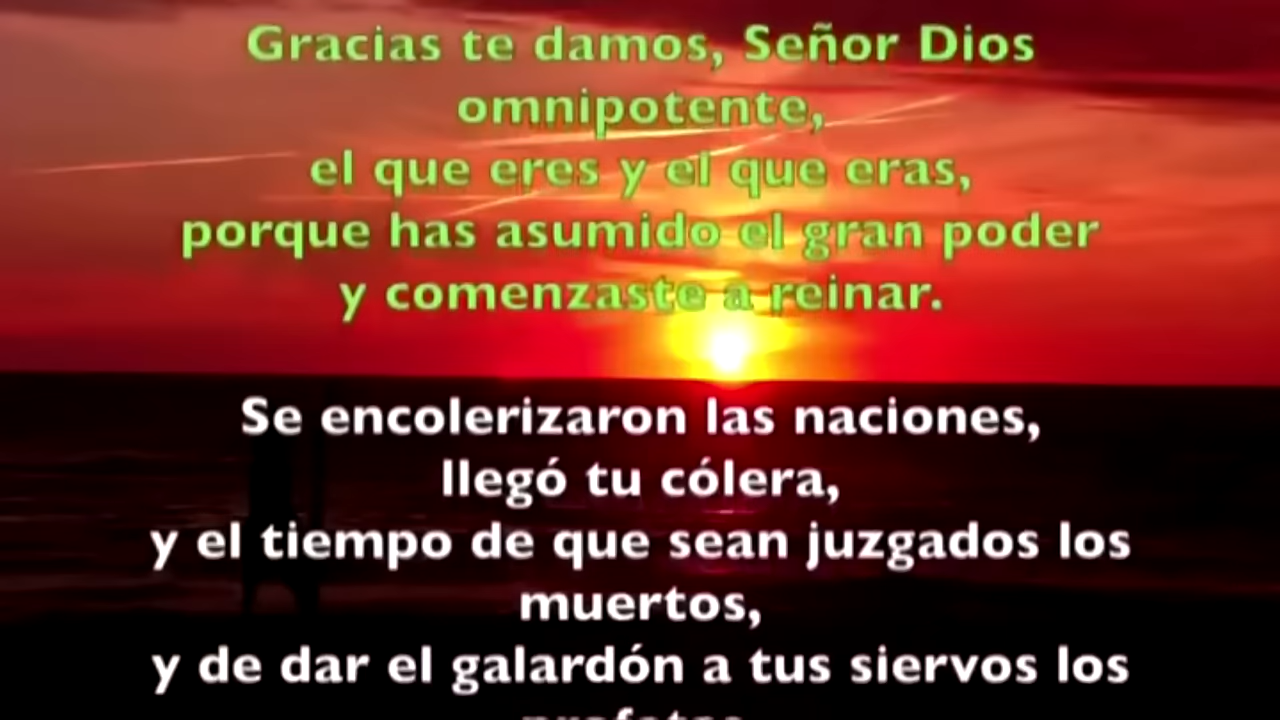 Gracias te damos, Señor Dios
omnipotente,
el que eres y el que eras,
porque has asumido el gran poder
y comenzaste a reinar.
Se encolerizaron las naciones,
llegó tu cólera,
y el tiempo de que sean juzgados los
muertos,
y de dar el galardón a tus siervos los